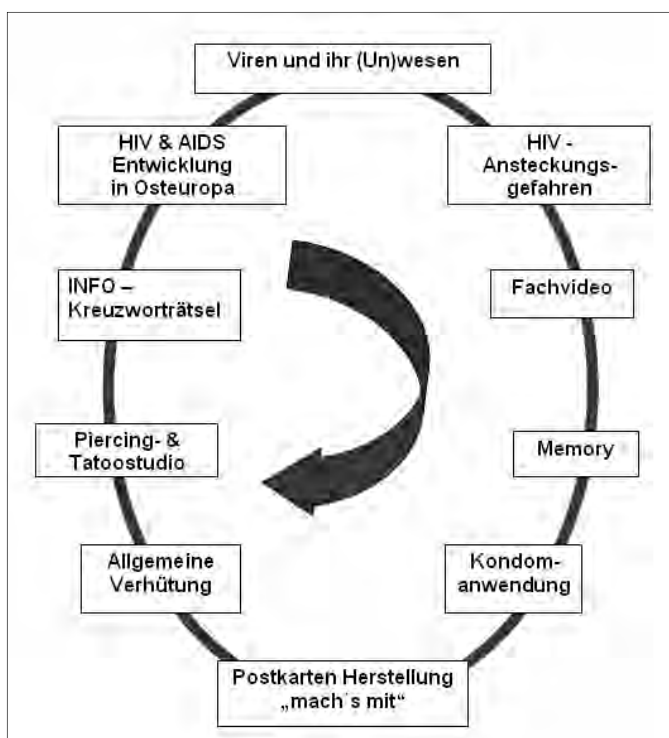 Viren und ihr (Un)wesen
HIV & AIDS
Entwicklung
in Osteuropa
HIV -
Ansteckungs-
gefahren
INFO –
Kreuzworträtsel
Fachvideo
Piercing- &
Tatoostudio
Memory
Allgemeine
Verhütung
Kondom-
anwendung
Postkarten Herstellung
„mach´s mit“